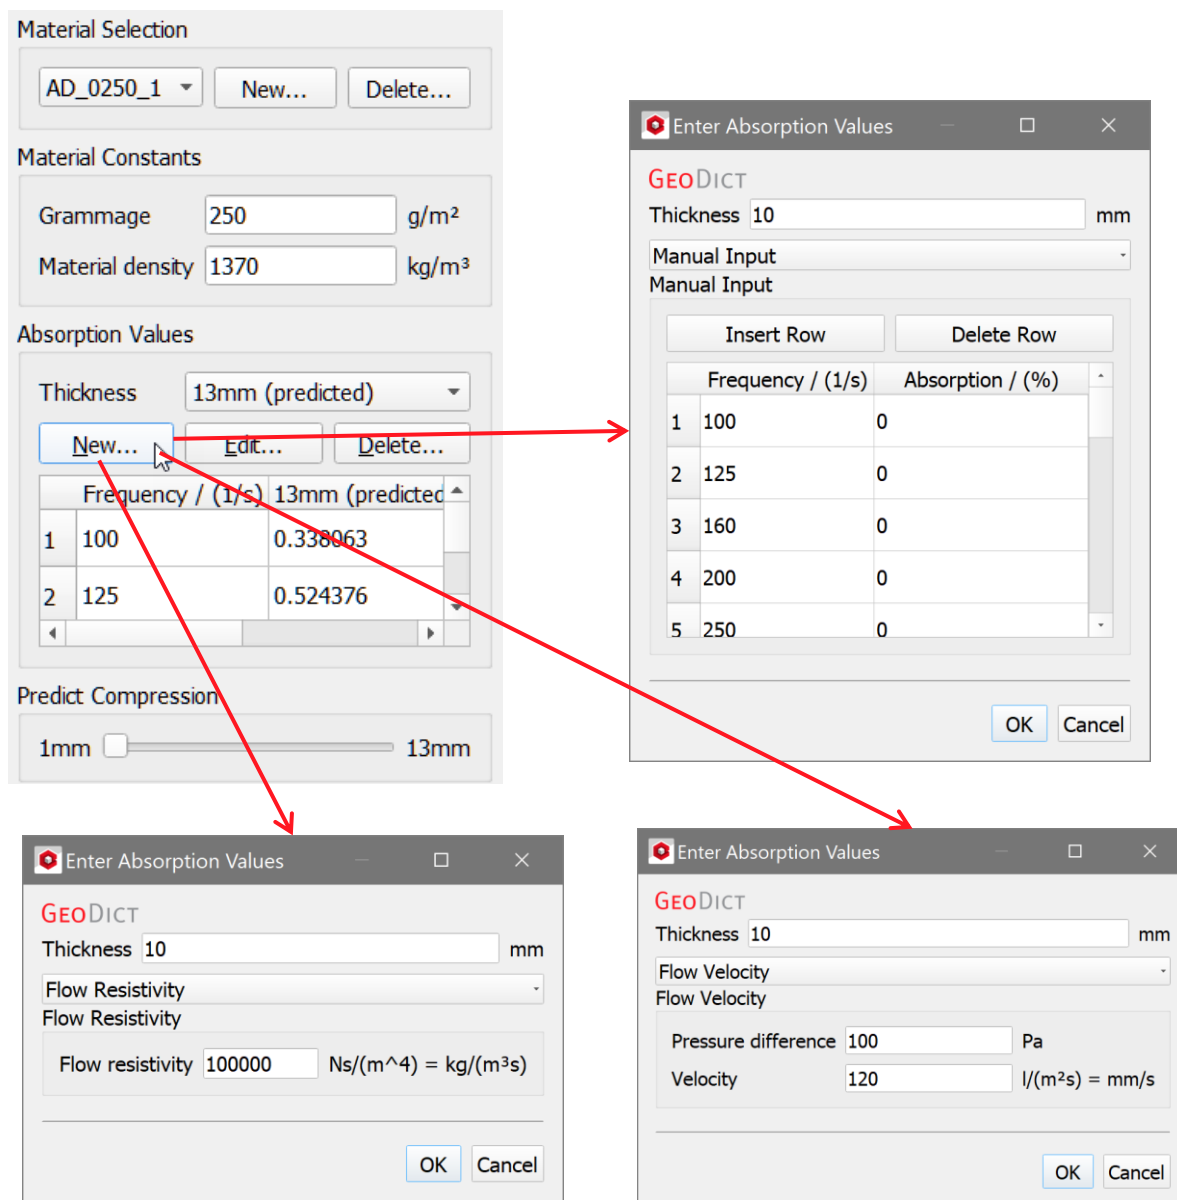 Material Selection
AD_0250_1 New... Delete...
Material Constants
Grammage 250 g/m²
Material density 1370 kg/m³
Absorption Values
Thickness 13mm (predicted)
New... Edit... Delete...
Frequency / (1/s) 13mm (predicted
1 100 0.338063
2 125 0.524376
Predict Compression
1mm 13mm
Enter Absorption Values
GEODICT
Thickness 10 mm
Manual Input
Manual Input
Insert Row Delete Row
Frequency / (1/s) Absorption / (%)
1 100 0
2 125 0
3 160 0
4 200 0
5 250 0
OK Cancel
Enter Absorption Values
GEODICT
Thickness 10 mm
Flow Resistivity
Flow Resistivity
Flow resistivity 100000 Ns/(m^4) = kg/(m³s)
OK Cancel
Enter Absorption Values
GEODICT
Thickness 10 mm
Flow Velocity
Flow Velocity
Pressure difference 100 Pa
Velocity 120 l/(m²s) = mm/s
OK Cancel